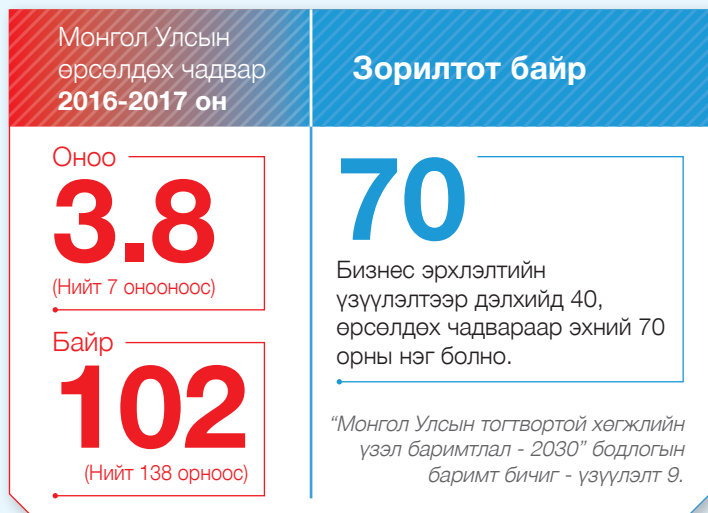 Монгол Улсын
өрсөлдөх чадвар
2016-2017 он
Оноо
3.8
(Нийт 7 онооноос)
Байр
102
(Нийт 138 орноос)
Зорилтот байр
70
Бизнес эрхлэлтийн
үзүүлэлтээр дэлхийд 40,
өрсөлдөх чадвараар эхний 70
орны нэг болно.
“Монгол Улсын тогтвортой хөгжлийн
үзэл баримтлал - 2030” бодлогын
баримт бичиг - үзүүлэлт 9.